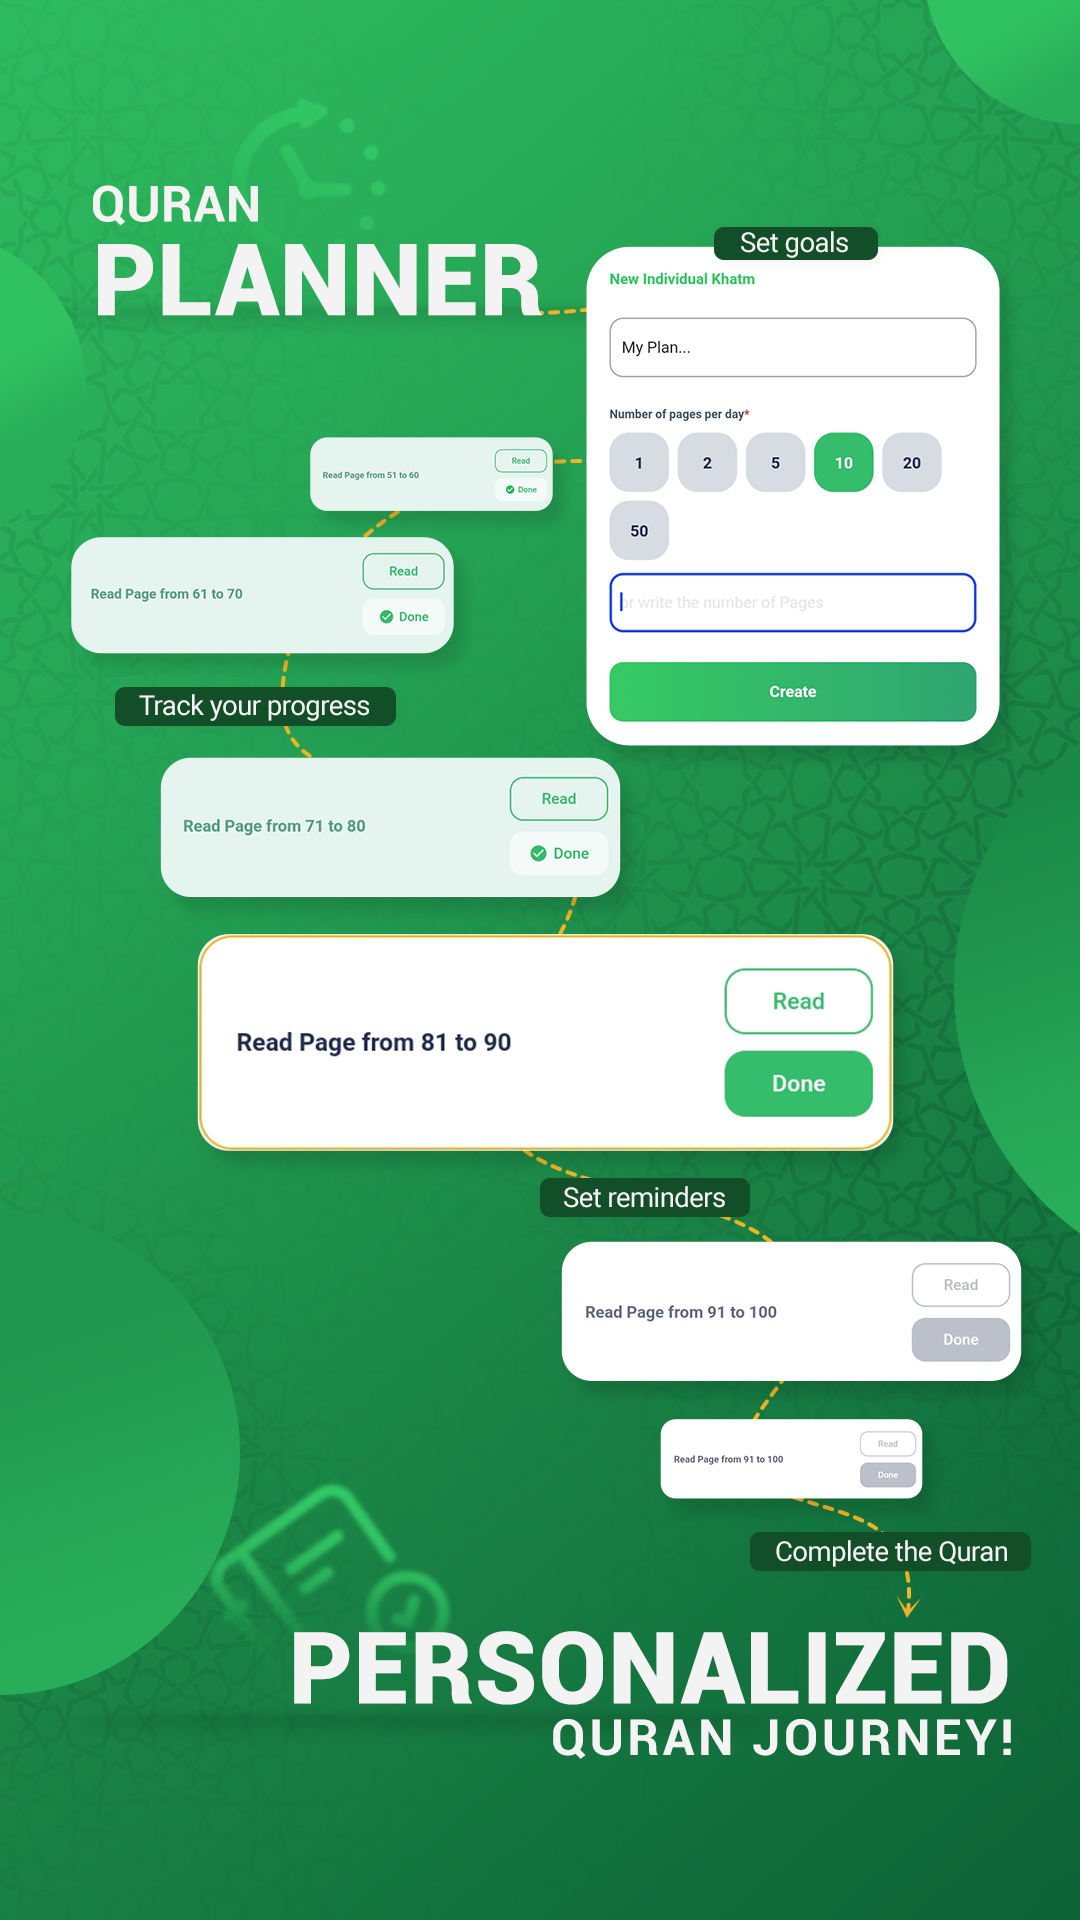 QURAN
PLANNER
Set goals
New Individual Khatm
My Plan...
Number of pages per day*
1 2 5 10 20
50
or write the number of Pages
Create
Read Page from 51 to 60
Read
Done
Read Page from 61 to 70
Read
Done
Track your progress
Read Page from 71 to 80
Read
Done
Read Page from 81 to 90
Read
Done
Set reminders
Read Page from 91 to 100
Read
Done
Read Page from 91 to 100
Read
Done
Complete the Quran
PERSONALIZED
QURAN JOURNEY!